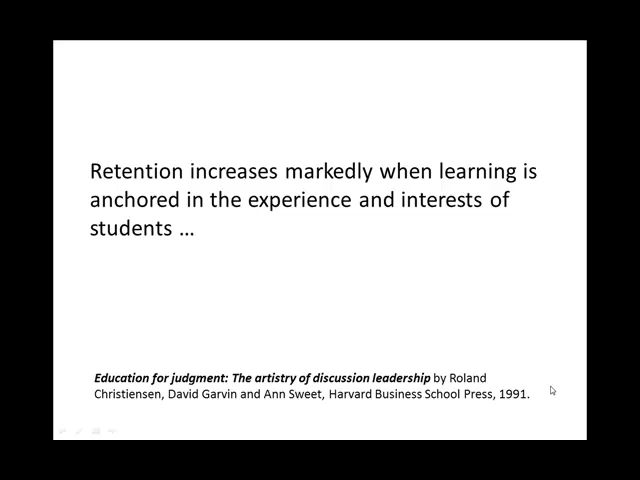 Retention increases markedly when learning is
anchored in the experience and interests of
students ...
Education for judgment: The artistry of discussion leadership by Roland
Christiensen, David Garvin and Ann Sweet, Harvard Business School Press, 1991.